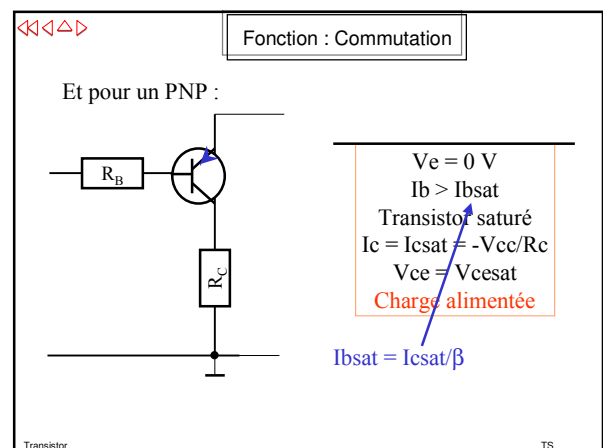 Fonction : Commutation
Et pour un PNP :
R_B
R_C
Ve = 0 V
Ib > Ibsat
Transistor saturé
Ic = Icsat = -Vcc/Rc
Vce = Vcesat
Charge alimentée
Ibsat = Icsat/β
Transistor
TS